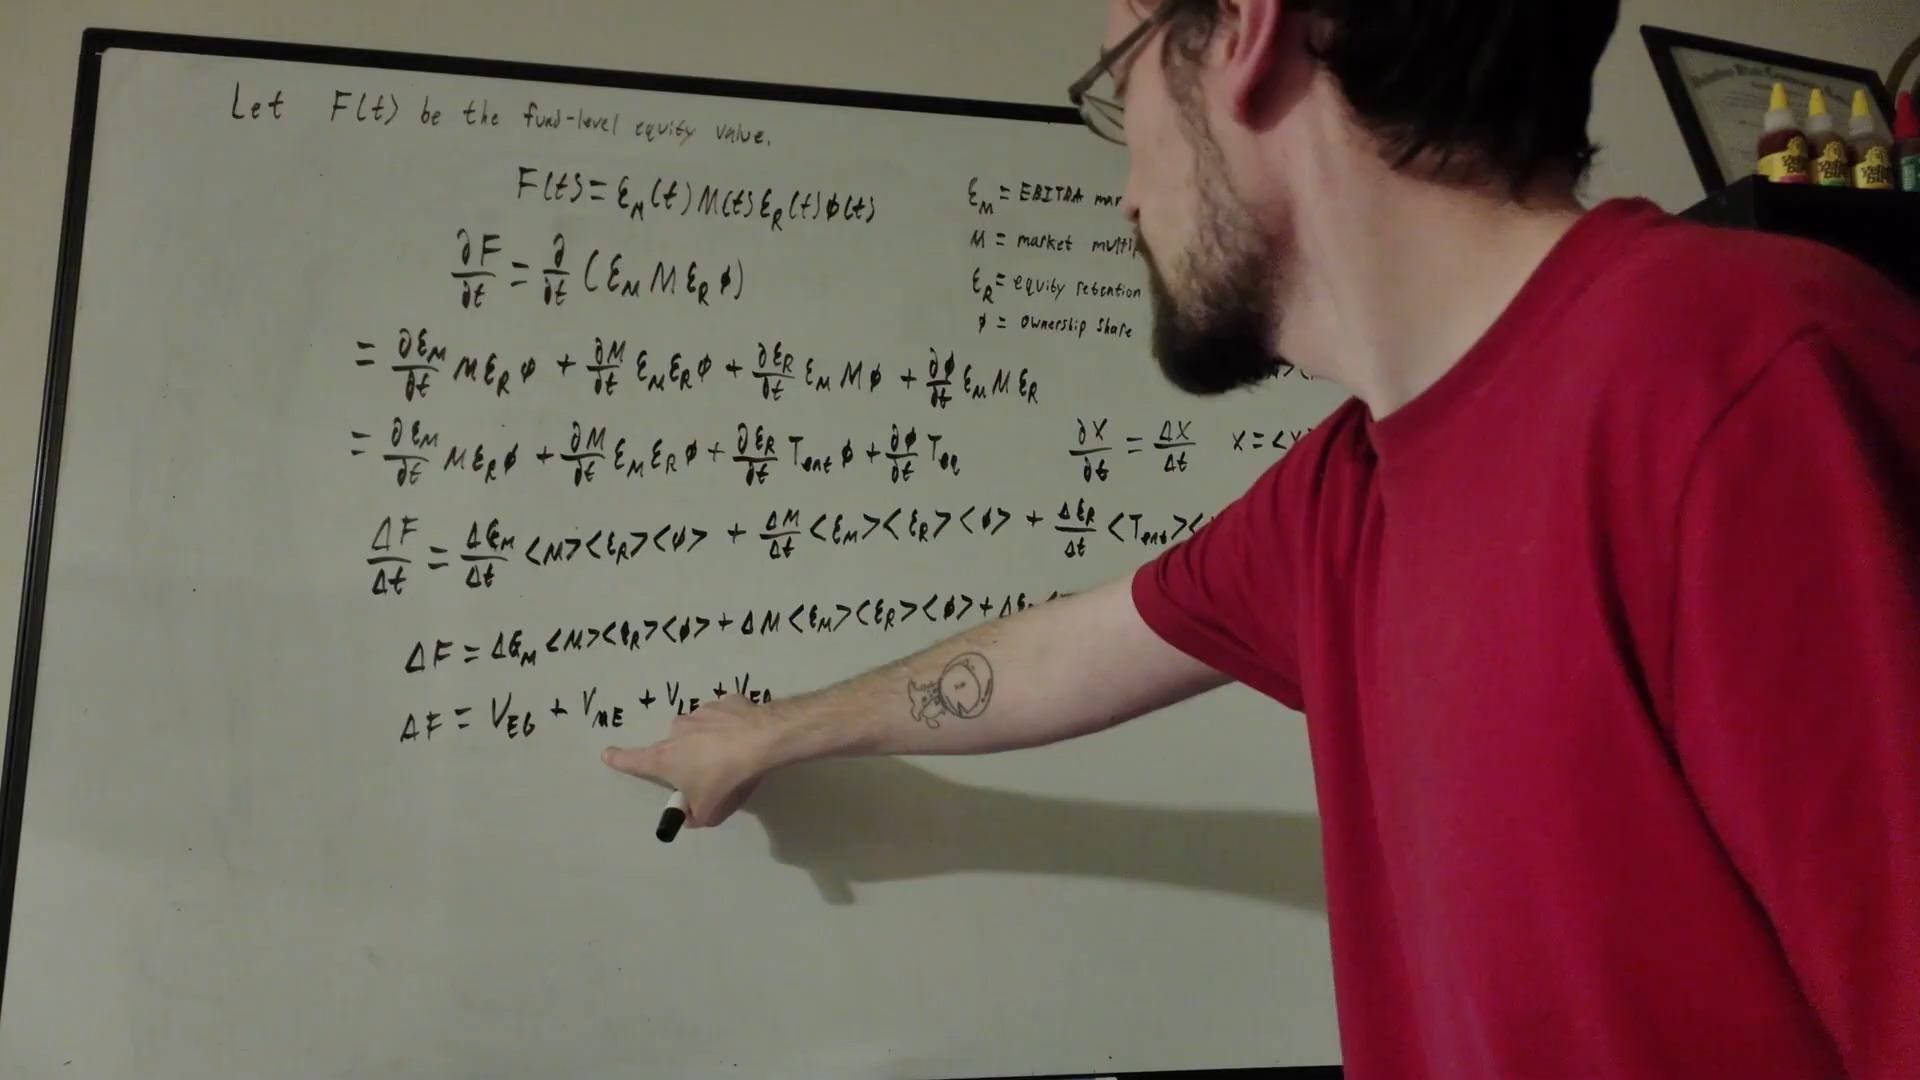 Let F(t) be the fund-level equity value.
F(t) = ℰ_M(t) M(t) ℰ_R(t) φ(t)
ℰ_M = EBITDA mar
M = market multip
ℰ_R = equity retention
φ = ownership share
∂F/∂t = ∂/∂t (ℰ_M M ℰ_R φ)
= ∂ℰ_M/∂t M ℰ_R φ + ∂M/∂t ℰ_M ℰ_R φ + ∂ℰ_R/∂t ℰ_M M φ + ∂φ/∂t ℰ_M M ℰ_R
= ∂ℰ_M/∂t M ℰ_R φ + ∂M/∂t ℰ_M ℰ_R φ + ∂ℰ_R/∂t T_ent φ + ∂φ/∂t T_eq
∂X/∂t = ΔX/Δt X = <X>
ΔF/Δt = Δℰ_M/Δt <M><ℰ_R><φ> + ΔM/Δt <ℰ_M><ℰ_R><φ> + Δℰ_R/Δt <T_ent><
ΔF = Δℰ_M <M><ℰ_R><φ> + ΔM <ℰ_M><ℰ_R><φ> + Δℰ
ΔF = V_EG + V_ME + V_LE + V_EO